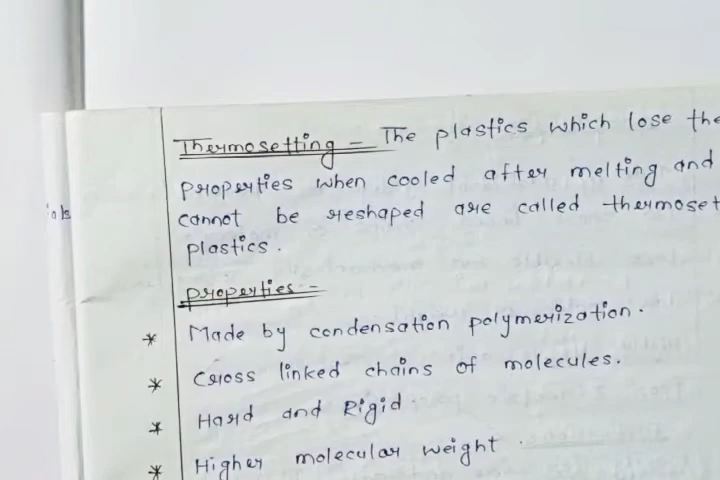 Thermosetting - The plastics which lose the
properties when cooled after melting and
cannot be reshaped are called thermoset
plastics.
properties:-
* Made by condensation polymerization.
* Cross linked chains of molecules.
* Hard and Rigid.
* Higher molecular weight.